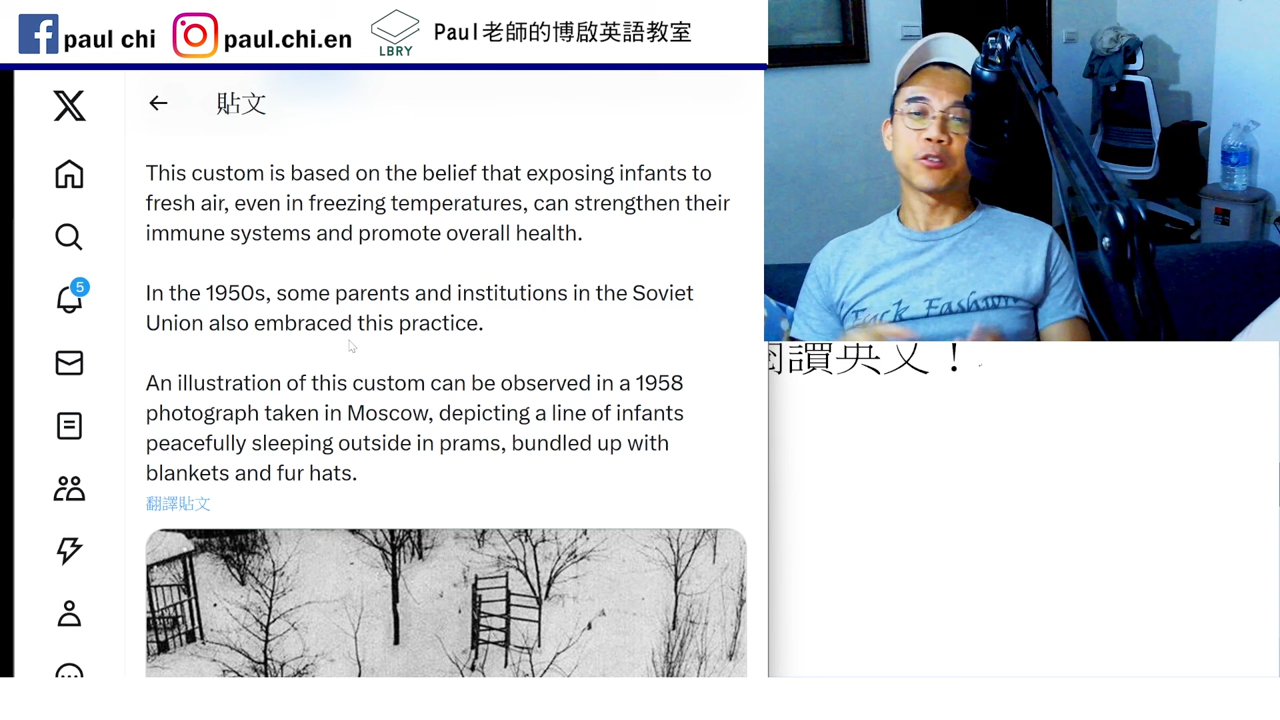 paul chi
paul.chi.en
LBRY
Paul老師的博啟英語教室
貼文
5
This custom is based on the belief that exposing infants to
fresh air, even in freezing temperatures, can strengthen their
immune systems and promote overall health.
In the 1950s, some parents and institutions in the Soviet
Union also embraced this practice.
An illustration of this custom can be observed in a 1958
photograph taken in Moscow, depicting a line of infants
peacefully sleeping outside in prams, bundled up with
blankets and fur hats.
翻譯貼文
閱讀英文！
Fashion